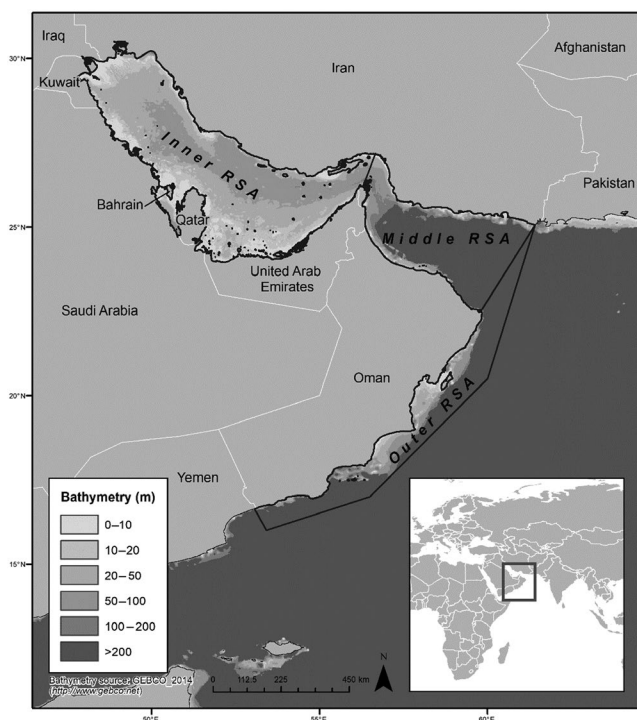 Iraq
Afghanistan
30°N
Iran
Kuwait
Inner RSA
Pakistan
Bahrain
Qatar
25°N
Middle RSA
United Arab
Emirates
Saudi Arabia
20°N
Oman
Outer RSA
Yemen
Bathymetry (m)
0–10
10–20
20–50
50–100
100–200
>200
15°N
Bathymetry source: GEBCO_2014
(http://www.gebco.net)
0 112.5 225 450 km
N
50°E
55°E
60°E